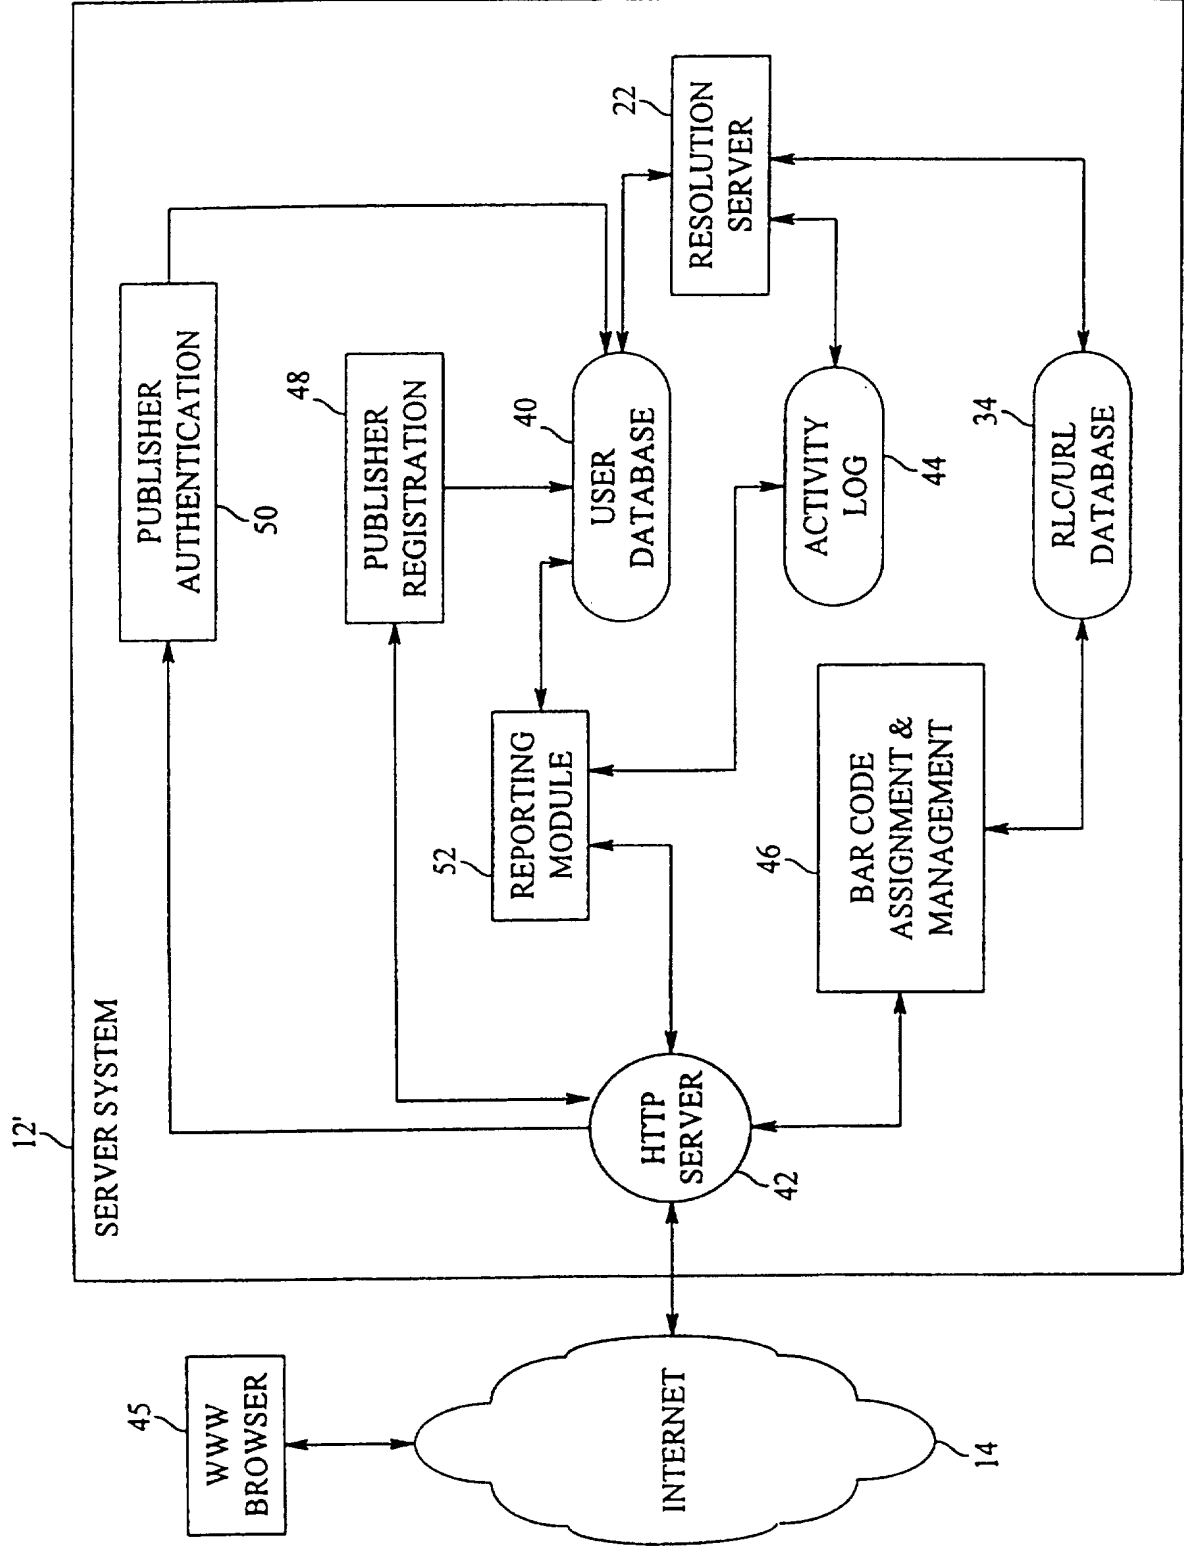 12'
SERVER SYSTEM
45
WWW
BROWSER
INTERNET
14
HTTP
SERVER
42
PUBLISHER
AUTHENTICATION
50
48
PUBLISHER
REGISTRATION
52
REPORTING
MODULE
40
USER
DATABASE
22
RESOLUTION
SERVER
ACTIVITY
LOG
44
46
BAR CODE
ASSIGNMENT &
MANAGEMENT
34
RLC/URL
DATABASE